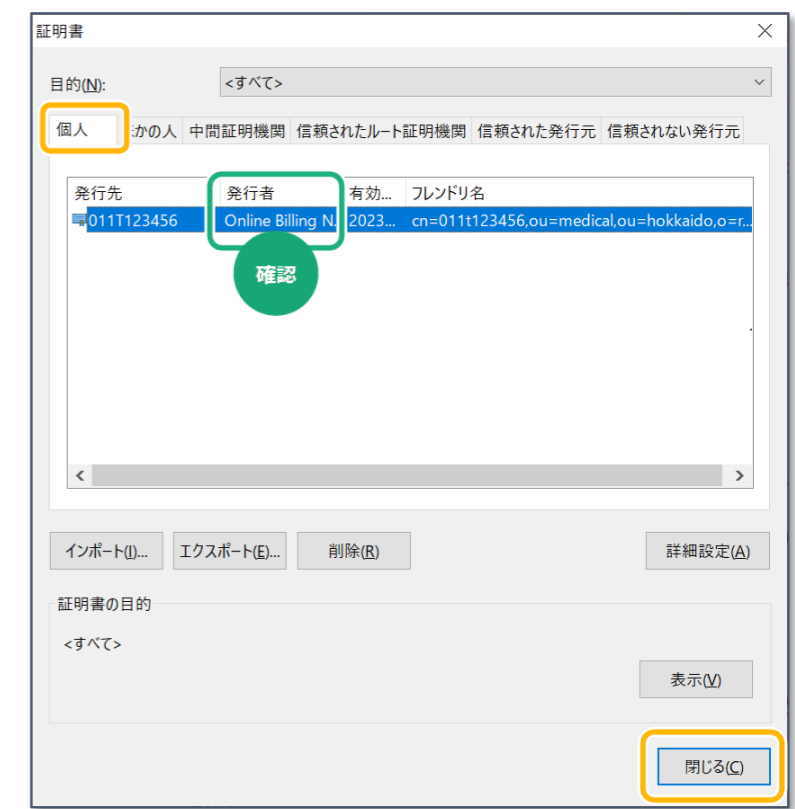 証明書
目的(N): <すべて>
個人 ほかの人 中間証明機関 信頼されたルート証明機関 信頼された発行元 信頼されない発行元
発行先 発行者 有効... フレンドリ名
011T123456 Online Billing N... 2023... cn=011t123456,ou=medical,ou=hokkaido,o=r...
確認
インポート(I)... エクスポート(E)... 削除(R) 詳細設定(A)
証明書の目的
<すべて>
表示(V)
閉じる(C)